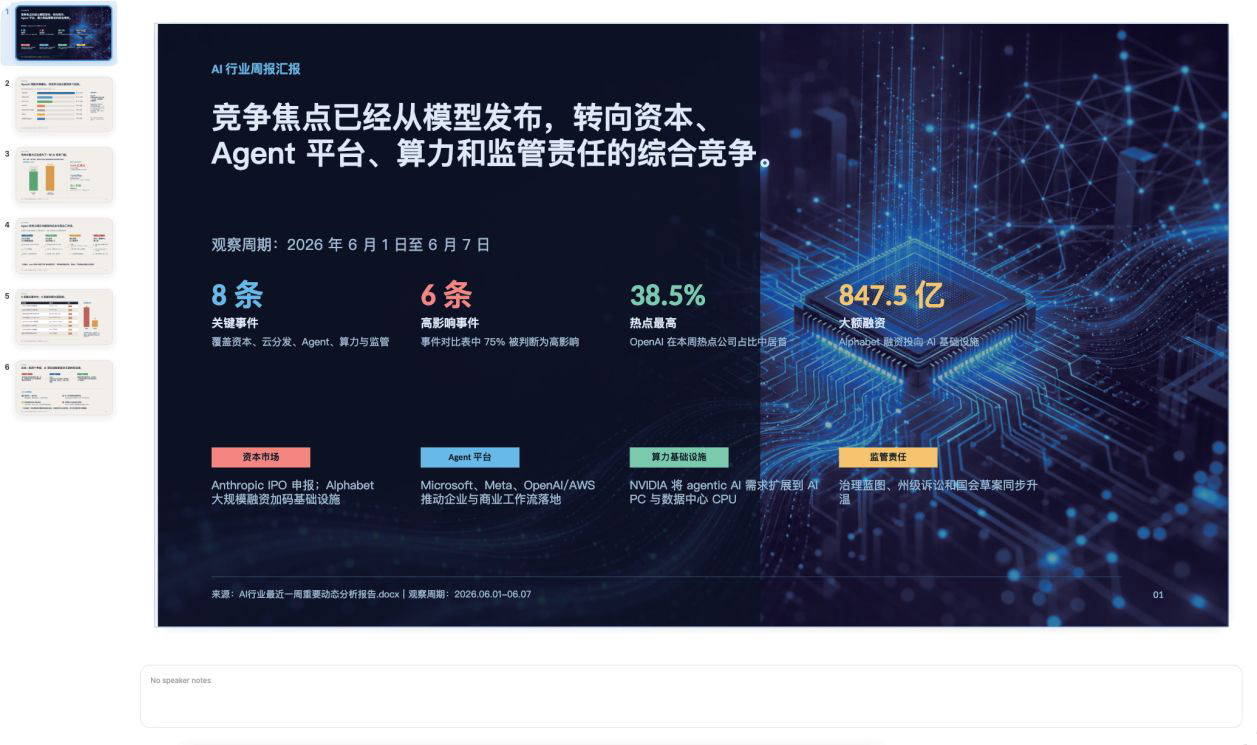 1
2
3
4
5
6
AI 行业周报汇报
竞争焦点已经从模型发布，转向资本、
Agent 平台、算力和监管责任的综合竞争。
观察周期：2026 年 6 月 1 日至 6 月 7 日
8 条
关键事件
覆盖资本、云分发、Agent、算力与监管
6 条
高影响事件
事件对比表中 75% 被判断为高影响
38.5%
热点最高
OpenAI 在本周热点公司占比中居首
847.5 亿
大额融资
Alphabet 融资投向 AI 基础设施
资本市场
Anthropic IPO 申报；Alphabet
大规模融资加码基础设施
Agent 平台
Microsoft、Meta、OpenAI/AWS
推动企业与商业工作流落地
算力基础设施
NVIDIA 将 agentic AI 需求扩展到 AI
PC 与数据中心 CPU
监管责任
治理蓝图、州级诉讼和国会草案同步升
温
来源：AI行业最近一周重要动态分析报告.docx | 观察周期：2026.06.01–06.07
01
No speaker notes